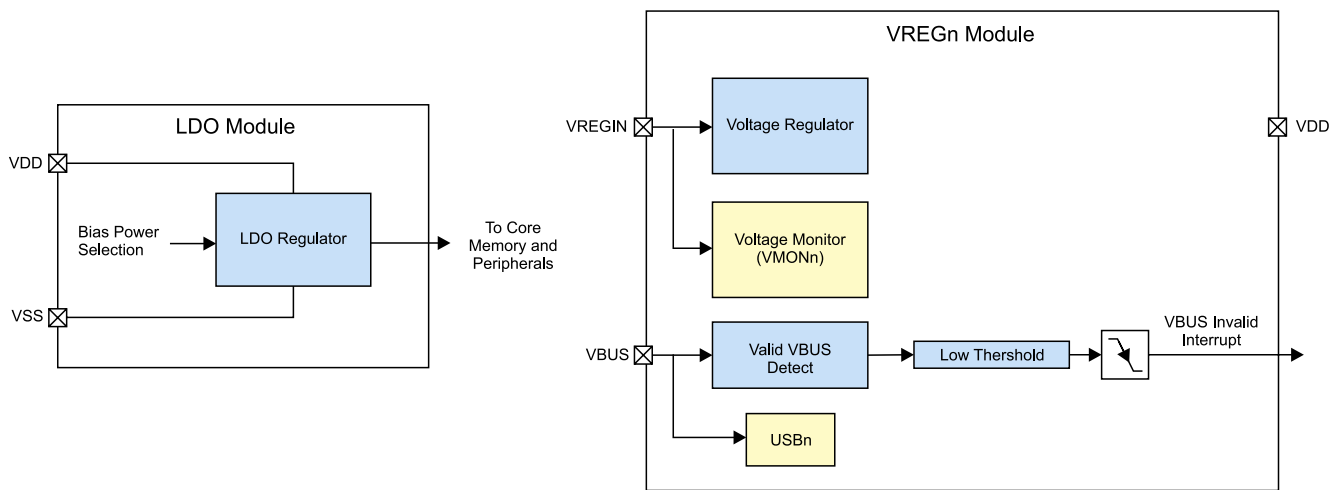 LDO Module
VDD
Bias Power
Selection
LDO Regulator
To Core
Memory and
Peripherals
VSS
VREGn Module
VREGIN
Voltage Regulator
VDD
Voltage Monitor
(VMONn)
VBUS
Valid VBUS
Detect
Low Thershold
VBUS Invalid
Interrupt
USBn